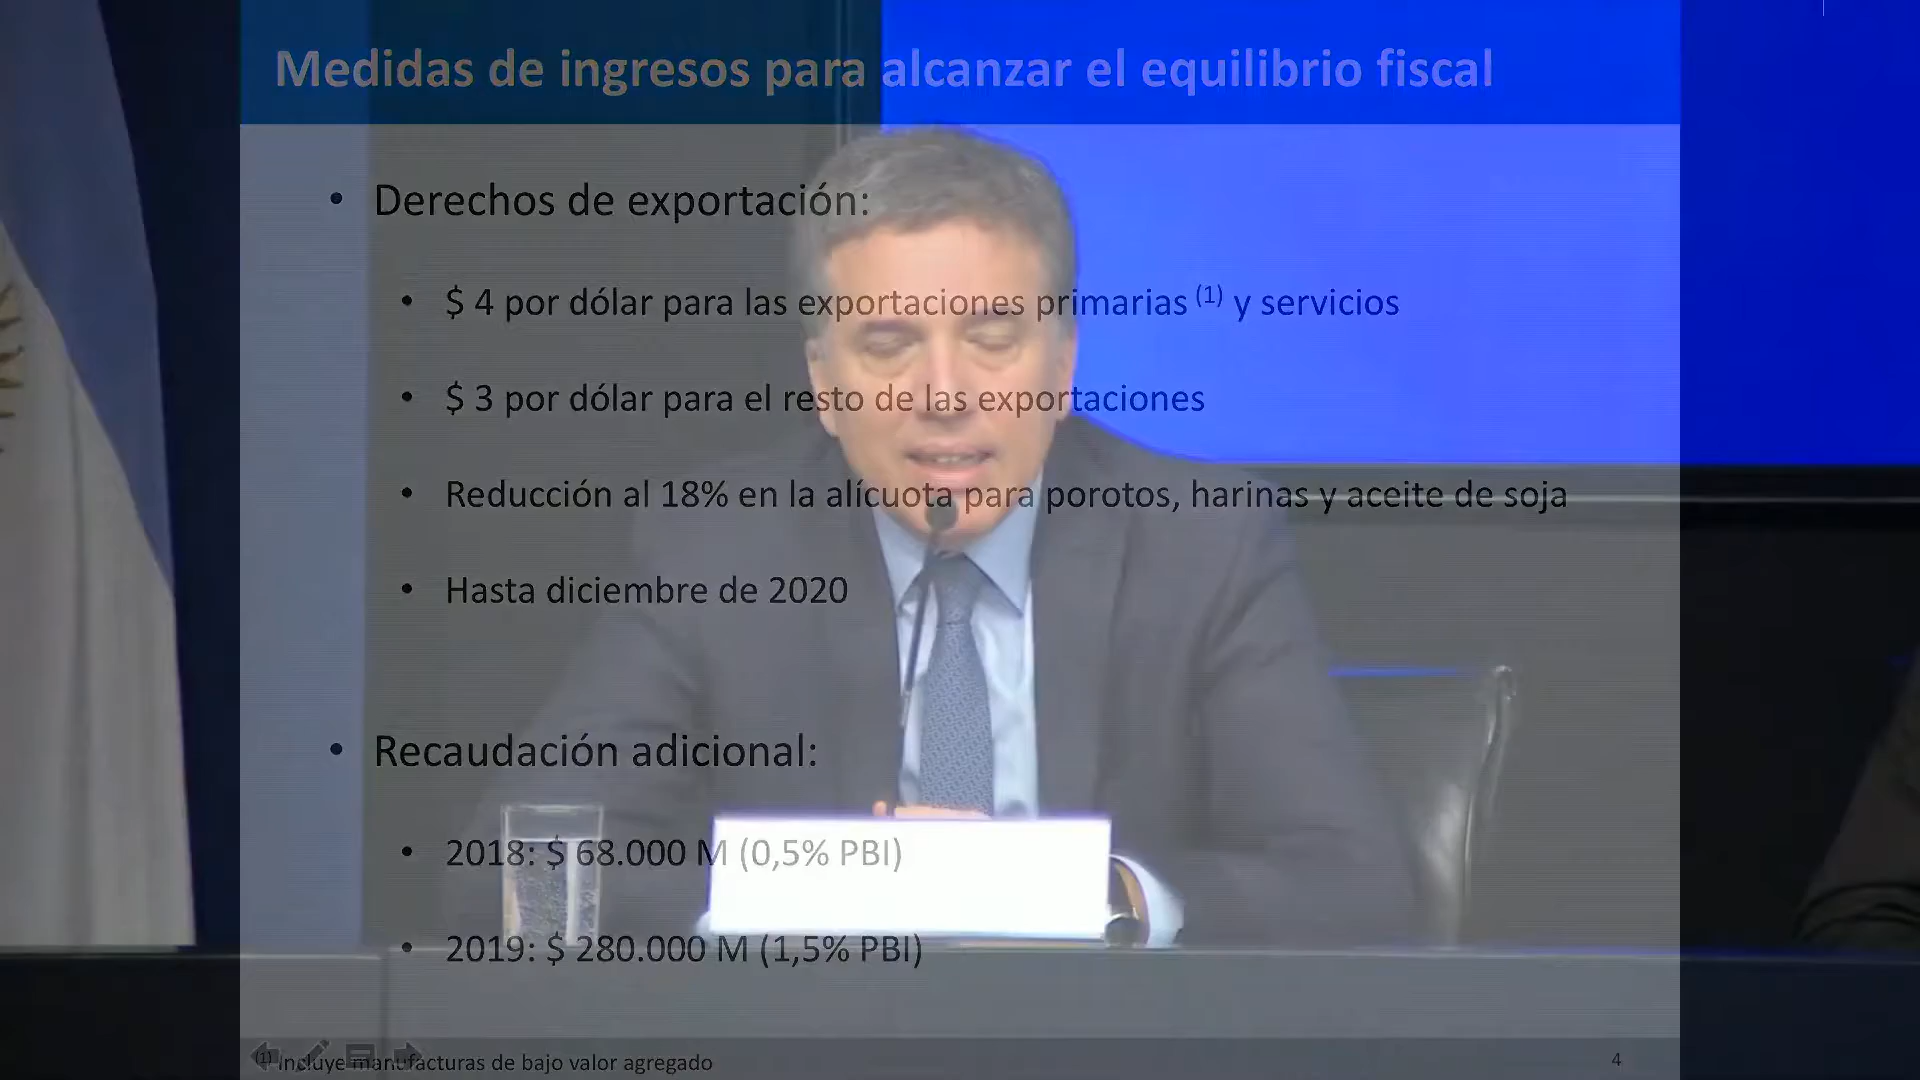 Medidas de ingresos para alcanzar el equilibrio fiscal
• Derechos de exportación:
• $ 4 por dólar para las exportaciones primarias (1) y servicios
• $ 3 por dólar para el resto de las exportaciones
• Reducción al 18% en la alícuota para porotos, harinas y aceite de soja
• Hasta diciembre de 2020
• Recaudación adicional:
• 2018: $ 68.000 M (0,5% PBI)
• 2019: $ 280.000 M (1,5% PBI)
(1) Incluye manufacturas de bajo valor agregado
4